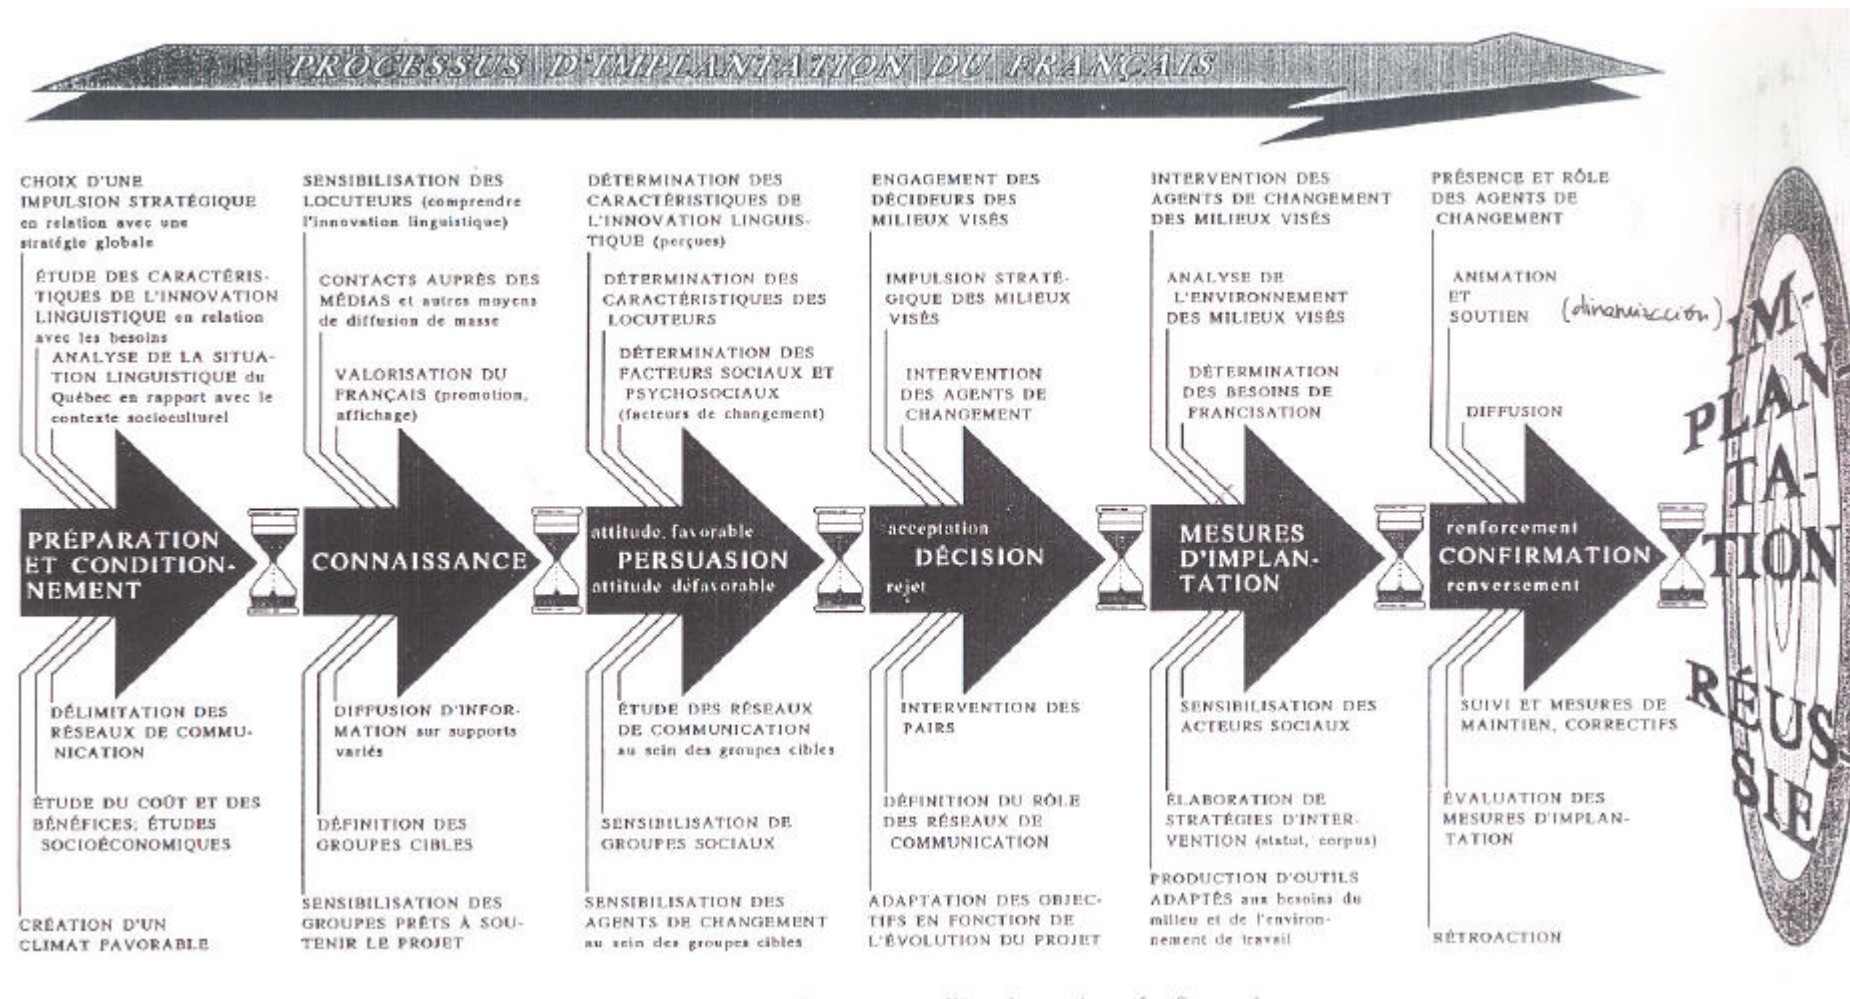 PROCESSUS D'IMPLANTATION DU FRANÇAIS
CHOIX D'UNE
IMPULSION STRATÉGIQUE
en relation avec une
stratégie globale
ÉTUDE DES CARACTÉRIS-
TIQUES DE L'INNOVATION
LINGUISTIQUE en relation
avec les besoins
ANALYSE DE LA SITUA-
TION LINGUISTIQUE du
Québec en rapport avec le
contexte socioculturel
PRÉPARATION
ET CONDITION-
NEMENT
DÉLIMITATION DES
RÉSEAUX DE COMMU-
NICATION
ÉTUDE DU COÛT ET DES
BÉNÉFICES; ÉTUDES
SOCIOÉCONOMIQUES
CRÉATION D'UN
CLIMAT FAVORABLE
SENSIBILISATION DES
LOCUTEURS (comprendre
l'innovation linguistique)
CONTACTS AUPRÈS DES
MÉDIAS et autres moyens
de diffusion de masse
VALORISATION DU
FRANÇAIS (promotion,
affichage)
CONNAISSANCE
DIFFUSION D'INFOR-
MATION sur supports
variés
DÉFINITION DES
GROUPES CIBLES
SENSIBILISATION DES
GROUPES PRÊTS À SOU-
TENIR LE PROJET
DÉTERMINATION DES
CARACTÉRISTIQUES DE
L'INNOVATION LINGUIS-
TIQUE (perçues)
DÉTERMINATION DES
CARACTÉRISTIQUES DES
LOCUTEURS
DÉTERMINATION DES
FACTEURS SOCIAUX ET
PSYCHOSOCIAUX
(facteurs de changement)
attitude favorable
PERSUASION
attitude défavorable
ÉTUDE DES RÉSEAUX
DE COMMUNICATION
au sein des groupes cibles
SENSIBILISATION DE
GROUPES SOCIAUX
SENSIBILISATION DES
AGENTS DE CHANGEMENT
au sein des groupes cibles
ENGAGEMENT DES
DÉCIDEURS DES
MILIEUX VISÉS
IMPULSION STRATÉ-
GIQUE DES MILIEUX
VISÉS
INTERVENTION
DES AGENTS DE
CHANGEMENT
acceptation
DÉCISION
rejet
INTERVENTION DES
PAIRS
DÉFINITION DU RÔLE
DES RÉSEAUX DE
COMMUNICATION
ADAPTATION DES OBJEC-
TIFS EN FONCTION DE
L'ÉVOLUTION DU PROJET
INTERVENTION DES
AGENTS DE CHANGEMENT
DES MILIEUX VISÉS
ANALYSE DE
L'ENVIRONNEMENT
DES MILIEUX VISÉS
DÉTERMINATION
DES BESOINS DE
FRANCISATION
MESURES
D'IMPLAN-
TATION
SENSIBILISATION DES
ACTEURS SOCIAUX
ÉLABORATION DE
STRATÉGIES D'INTER-
VENTION (statut, corpus)
PRODUCTION D'OUTILS
ADAPTÉS aux besoins du
milieu et de l'environ-
nement de travail
PRÉSENCE ET RÔLE
DES AGENTS DE
CHANGEMENT
ANIMATION
ET
SOUTIEN (dinamización)
DIFFUSION
renforcement
CONFIRMATION
renversement
SUIVI ET MESURES DE
MAINTIEN, CORRECTIFS
ÉVALUATION DES
MESURES D'IMPLAN-
TATION
RÉTROACTION
IM-
PLAN-
TA-
TION
RÉUS-
SIE